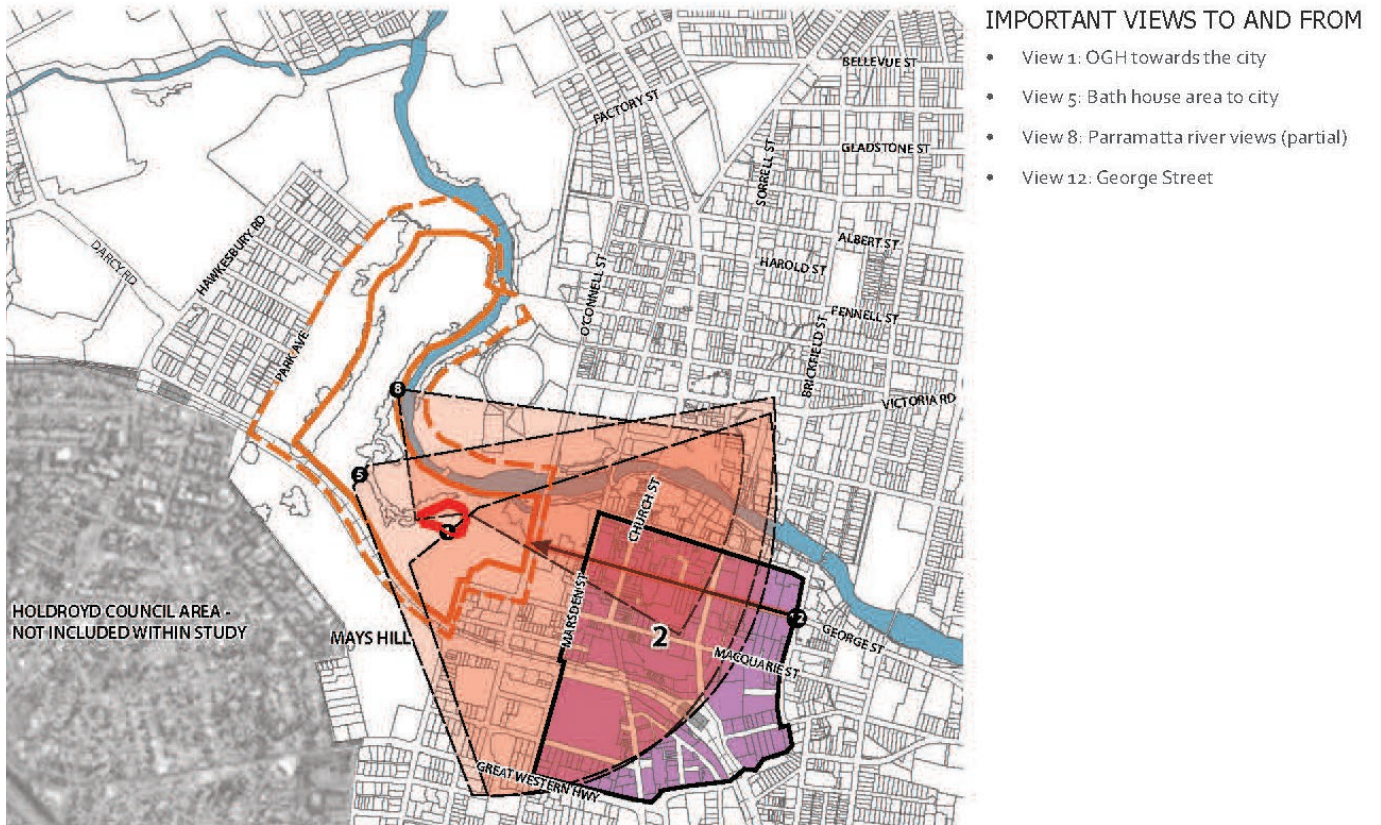 IMPORTANT VIEWS TO AND FROM
• View 1: OGH towards the city
• View 5: Bath house area to city
• View 8: Parramatta river views (partial)
• View 12: George Street
BELLEVUE ST
FACTORY ST
GLADSTONE ST
SORRELL ST
HAWKESBURY RD
DARCY RD
ALBERT ST
HAROLD ST
O'CONNELL ST
FENNELL ST
PARK AVE
BRICKFIELD ST
VICTORIA RD
8
5
CHURCH ST
MARSDEN ST
12
GEORGE ST
2
MACQUARIE ST
HOLDROYD COUNCIL AREA -
NOT INCLUDED WITHIN STUDY
MAYS HILL
GREAT WESTERN HWY